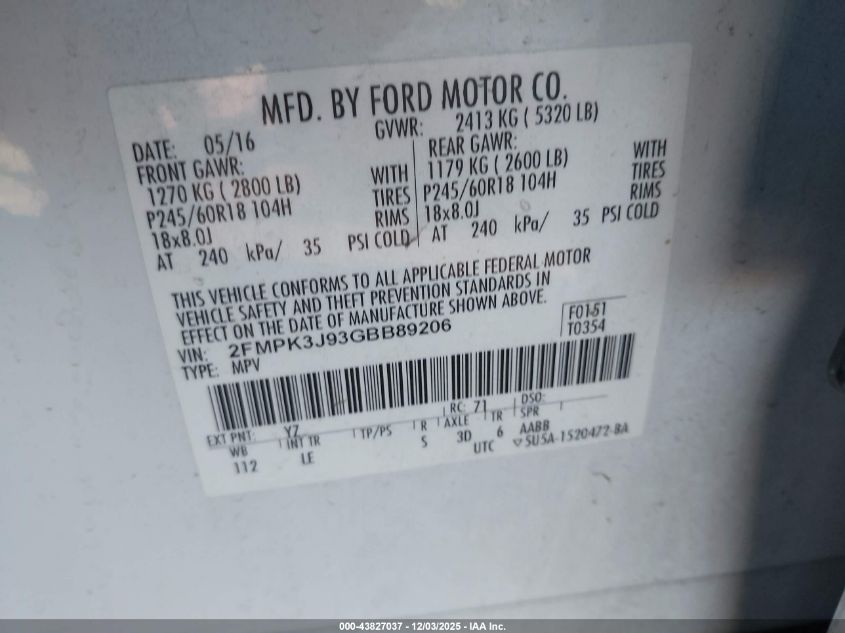 MFD. BY FORD MOTOR CO.
DATE: 05/16 GVWR: 2413 KG ( 5320 LB)
FRONT GAWR: REAR GAWR:
1270 KG ( 2800 LB) WITH 1179 KG ( 2600 LB) WITH
P245/60R18 104H TIRES P245/60R18 104H TIRES
18x8.0J RIMS 18x8.0J RIMS
AT 240 kPa/ 35 PSI COLD AT 240 kPa/ 35 PSI COLD
THIS VEHICLE CONFORMS TO ALL APPLICABLE FEDERAL MOTOR
VEHICLE SAFETY AND THEFT PREVENTION STANDARDS IN
EFFECT ON THE DATE OF MANUFACTURE SHOWN ABOVE.
VIN: 2FMPK3J93GBB89206 F0151
TYPE: MPV T0354
EXT PNT: YZ RC: 71 DSO:
WB INT TR TP/PS R AXLE TR SPR
112 LE S 3D 6 AABB
UTC ▽SU5A-1520472-BA
000-43827037 - 12/03/2025 - IAA Inc.